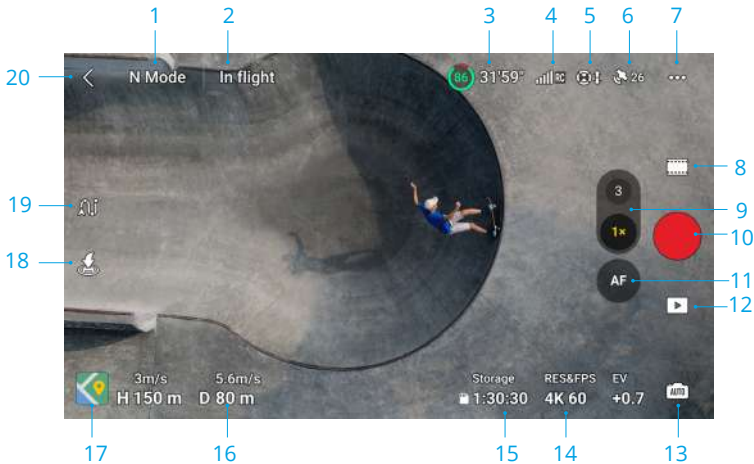 1 2 3 4 5 6 7
20 N Mode In flight 86 31'59" RC 26
8
3
19 9
1× 10
18 AF 11
12
3m/s 5.6m/s Storage RES&FPS EV
H 150 m D 80 m 1:30:30 4K 60 +0.7 AUTO
17 16 15 14 13